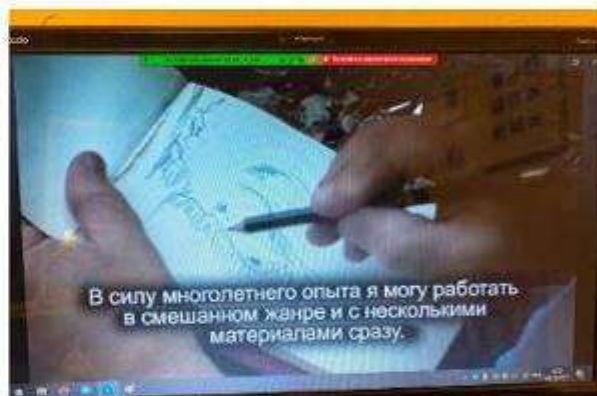 В силу многолетнего опыта я могу работать
в смешанном жанре и с несколькими
материалами сразу.